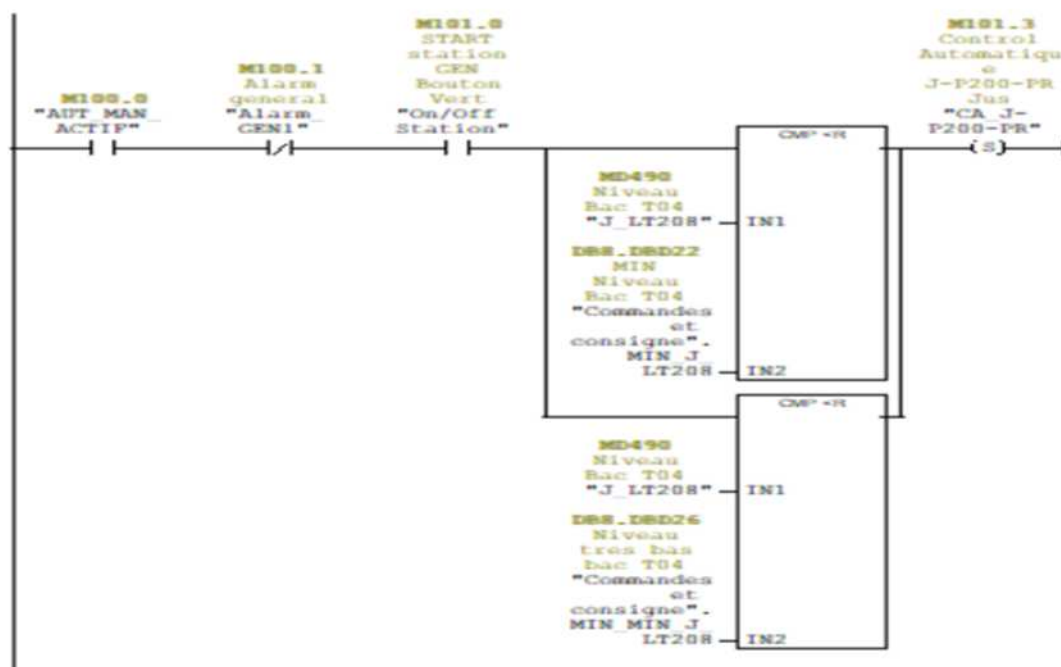 M100.0
"AUT_MAN_
ACTIF"
M100.1
Alarm
general
"Alarm_
GEN1"
M101.0
START
station
GEN
Bouton
Vert
"On/Off
Station"
CMP <R
MD490
Niveau
Bac T04
"J_LT208"
IN1
DB8.DBD22
MIN
Niveau
Bac T04
"Commandes
et
consigne".
MIN_J_
LT208
IN2
M101.3
Control
Automatiqu
e
J-P200-PR
Jus
"CA_J-
P200-PR"
(S)
CMP <R
MD490
Niveau
Bac T04
"J_LT208"
IN1
DB8.DBD26
Niveau
tres bas
bac T04
"Commandes
et
consigne".
MIN_MIN_J_
LT208
IN2